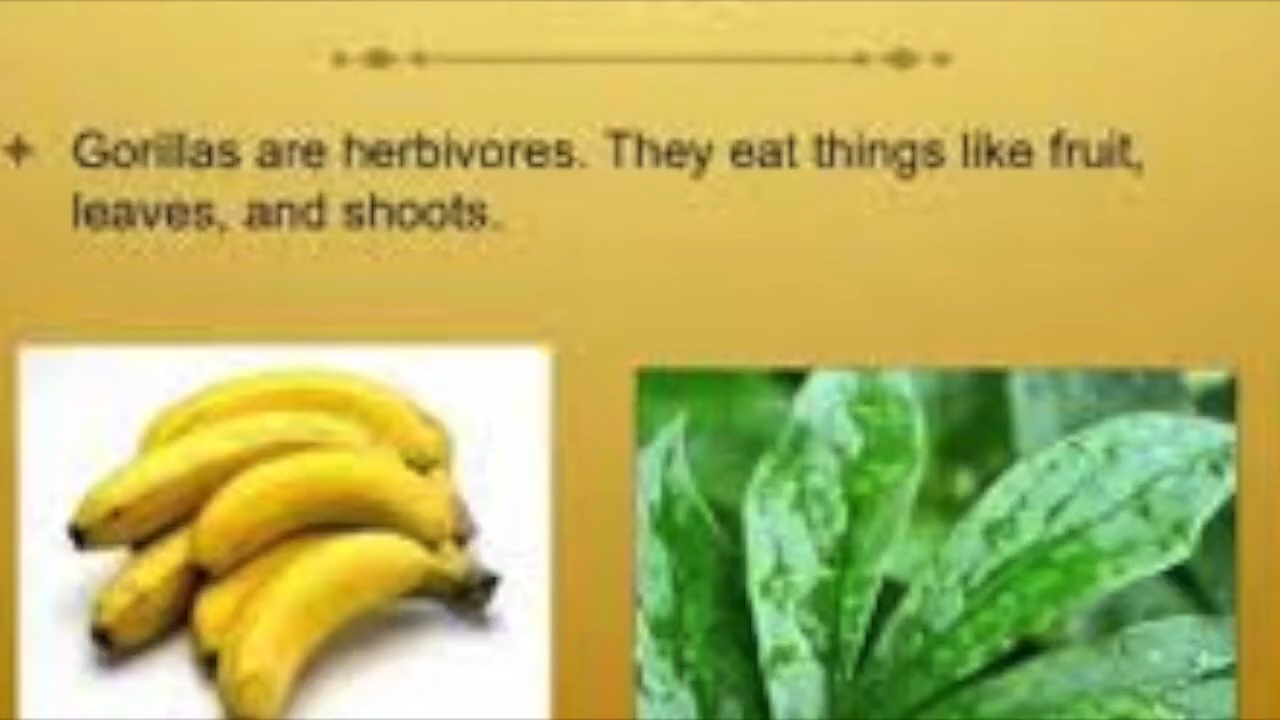 Gorillas are herbivores. They eat things like fruit,
leaves, and shoots.